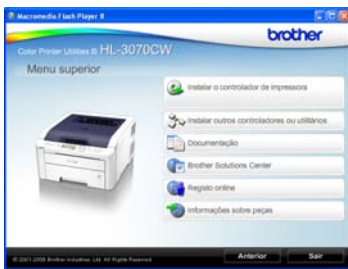 Macromedia Flash Player 8
brother
Color Printer Utilities ® HL-3070CW
Menu superior
Instalar o controlador de impressora
Instalar outros controladores ou utilitários
Documentação
Brother Solutions Center
Registo online
Informações sobre peças
© 2001-2008 Brother Industries, Ltd. All Rights Reserved.
Anterior
Sair